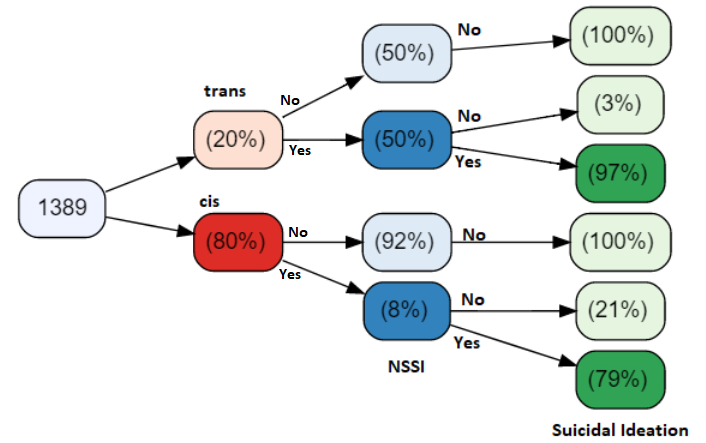 No
(50%)
(100%)
trans
No
No
(3%)
(20%)
Yes
(50%)
Yes
(97%)
1389
cis
(80%)
No
(92%)
No
(100%)
Yes
(8%)
No
(21%)
Yes
NSSI
(79%)
Suicidal Ideation